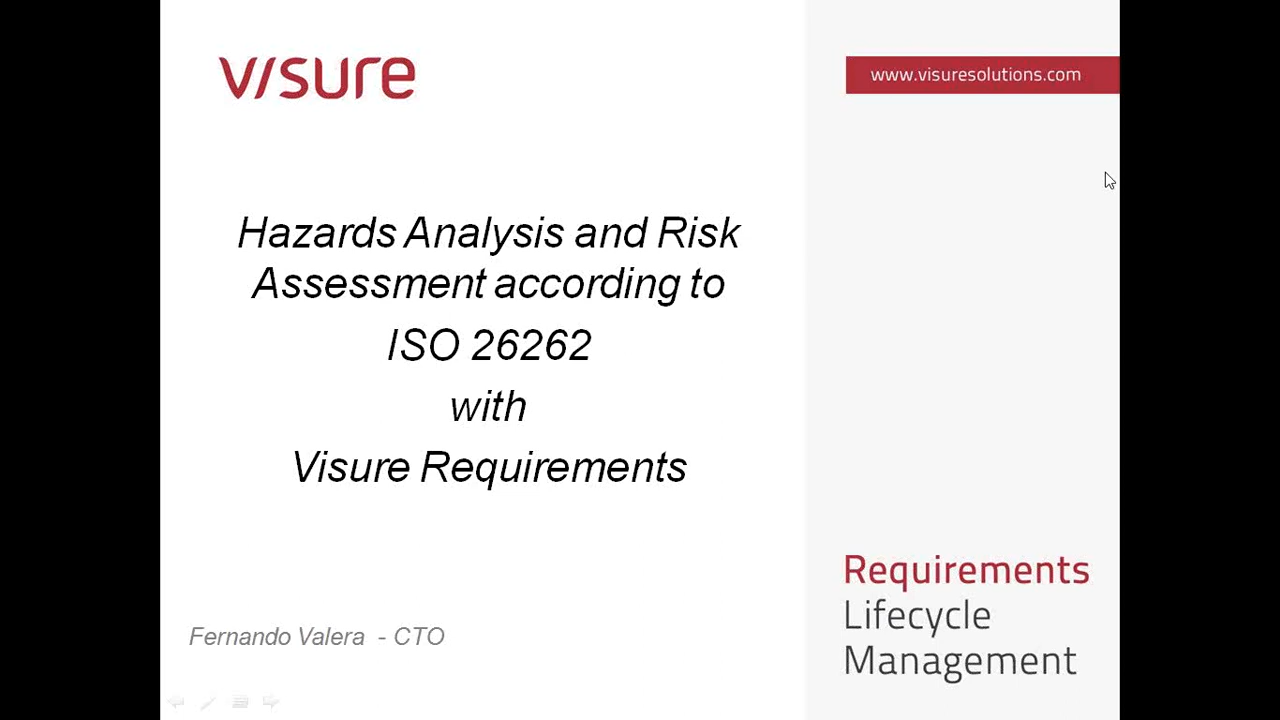 visure
www.visuresolutions.com
Hazards Analysis and Risk
Assessment according to
ISO 26262
with
Visure Requirements
Fernando Valera - CTO
Requirements
Lifecycle
Management